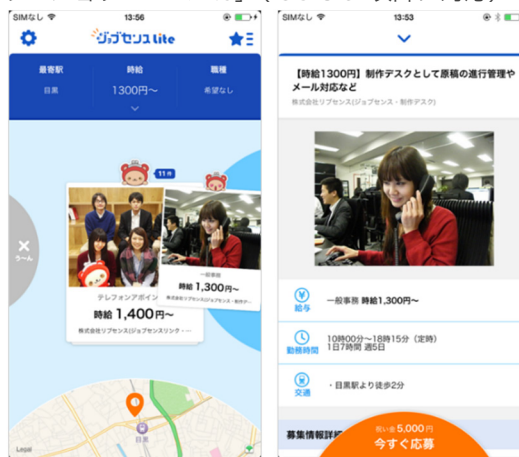 SIMなし 13:56
ジョブセンスlite
最寄駅 時給 職種
目黒 1300円〜 希望なし
11件
う〜ん
テレフォンアポイン
時給 1,400円〜
株式会社リブセンス(ジョブセンスリンク・…
一般事務
時給 1,300円〜
株式会社リブセンス(ジョブセンス・制作デ…
目黒
Legal
SIMなし 13:53
【時給1300円】制作デスクとして原稿の進行管理や
メール対応など
株式会社リブセンス(ジョブセンス・制作デスク)
給与
一般事務 時給1,300円〜
勤務時間
10時00分〜18時15分（定時）
1日7時間 週5日
交通
・目黒駅より徒歩2分
募集情報詳細
祝い金 5,000円
今すぐ応募